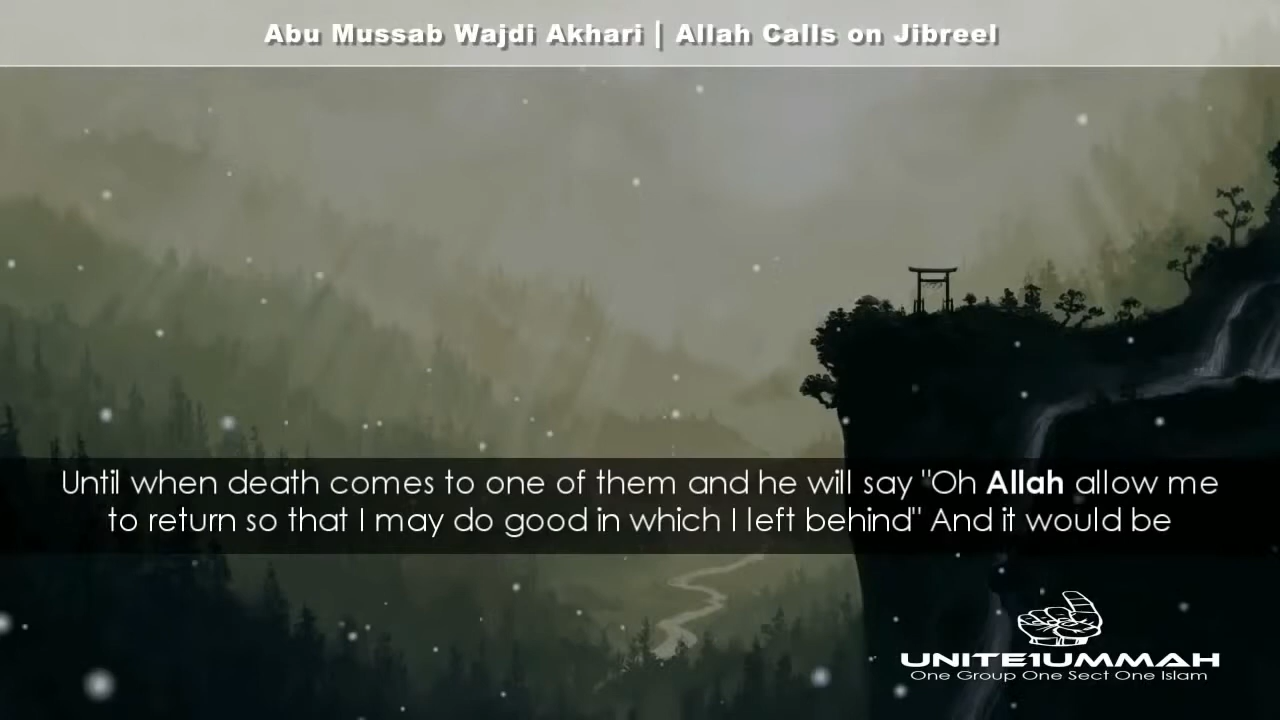 Abu Mussab Wajdi Akhari | Allah Calls on Jibreel
Until when death comes to one of them and he will say "Oh Allah allow me
to return so that I may do good in which I left behind" And it would be
UNITE1UMMAH
One Group One Sect One Islam